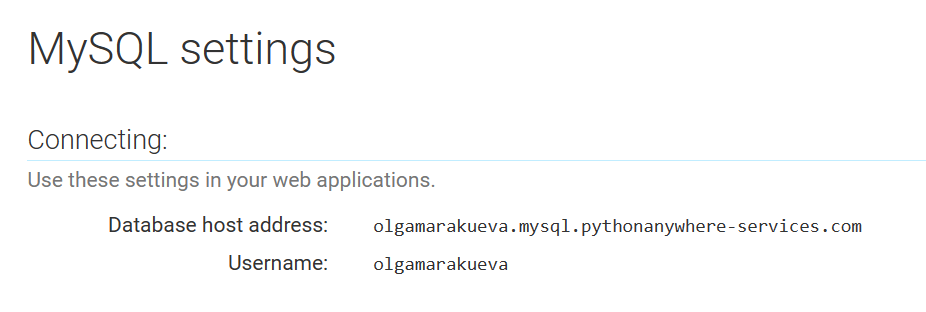 MySQL settings
Connecting:
Use these settings in your web applications.
Database host address: olgamarakueva.mysql.pythonanywhere-services.com
Username: olgamarakueva